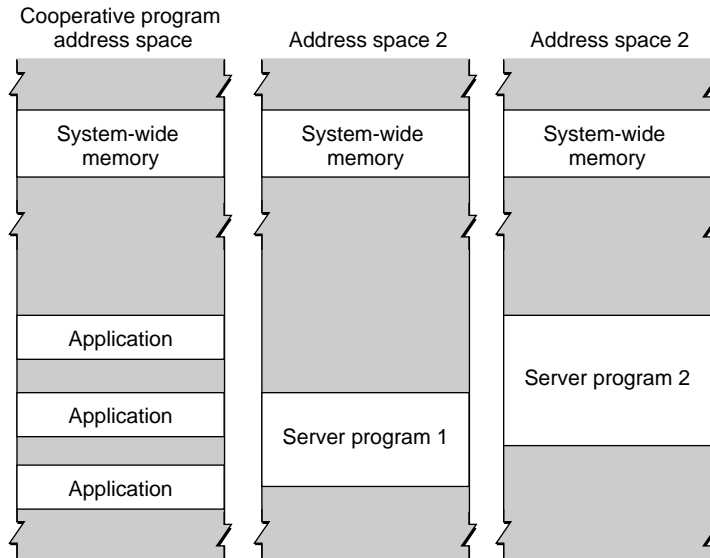 Cooperative program
address space
Address space 2
Address space 2
System-wide
memory
System-wide
memory
System-wide
memory
Application
Application
Application
Server program 1
Server program 2